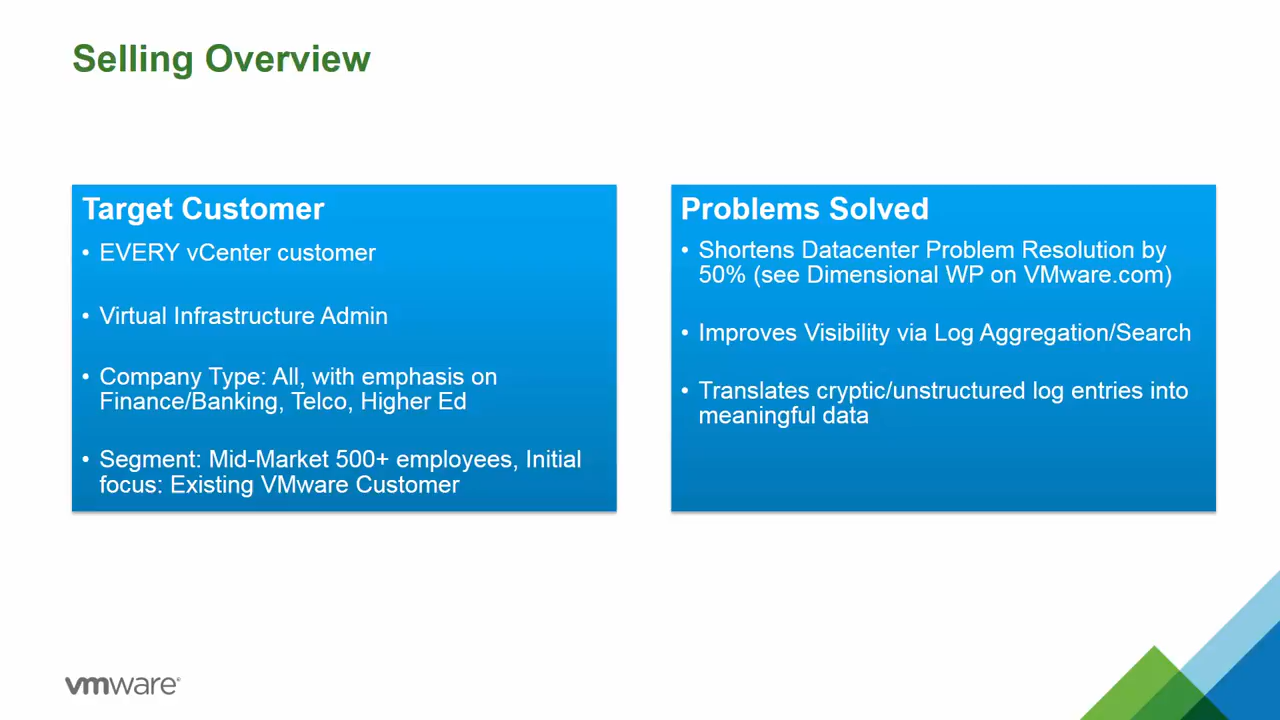 Selling Overview
Target Customer
• EVERY vCenter customer
• Virtual Infrastructure Admin
• Company Type: All, with emphasis on
Finance/Banking, Telco, Higher Ed
• Segment: Mid-Market 500+ employees, Initial
focus: Existing VMware Customer
Problems Solved
• Shortens Datacenter Problem Resolution by
50% (see Dimensional WP on VMware.com)
• Improves Visibility via Log Aggregation/Search
• Translates cryptic/unstructured log entries into
meaningful data
vmware®